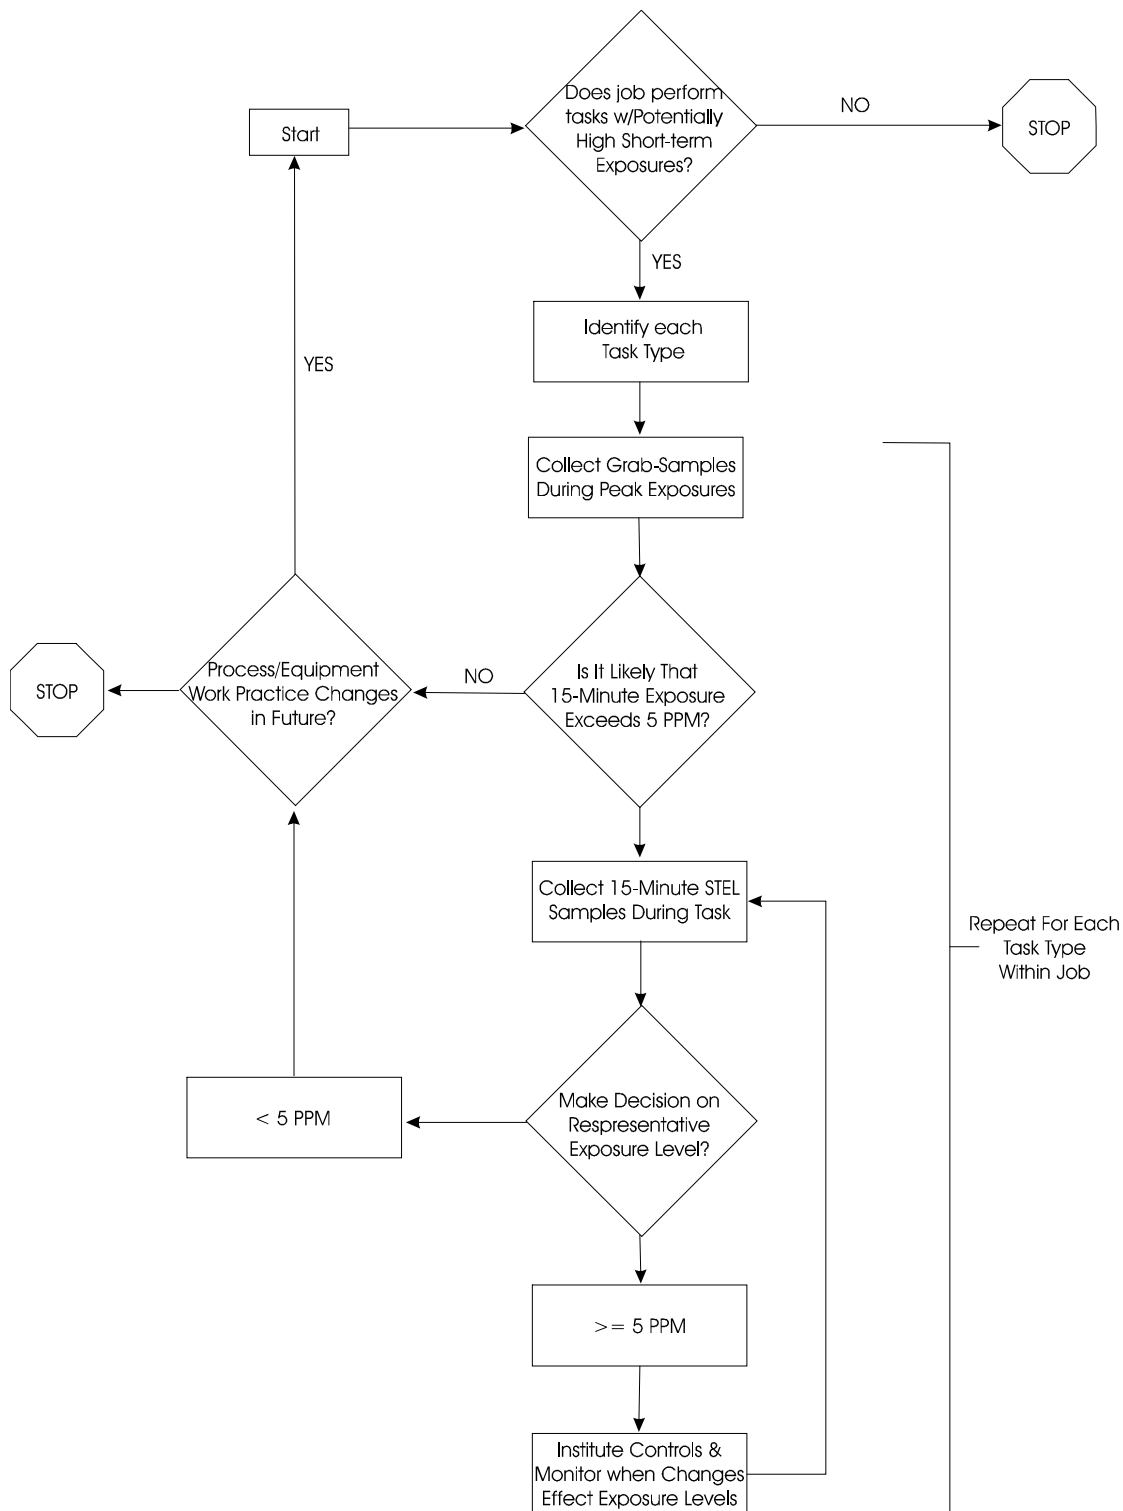 Does job perform
tasks w/Potentially
High Short-term
Exposures?
Start
NO
STOP
YES
Identify each
Task Type
YES
Collect Grab-Samples
During Peak Exposures
Process/Equipment
Work Practice Changes
in Future?
STOP
NO
Is It Likely That
15-Minute Exposure
Exceeds 5 PPM?
Collect 15-Minute STEL
Samples During Task
Repeat For Each
Task Type
Within Job
< 5 PPM
Make Decision on
Respresentative
Exposure Level?
>= 5 PPM
Institute Controls &
Monitor when Changes
Effect Exposure Levels